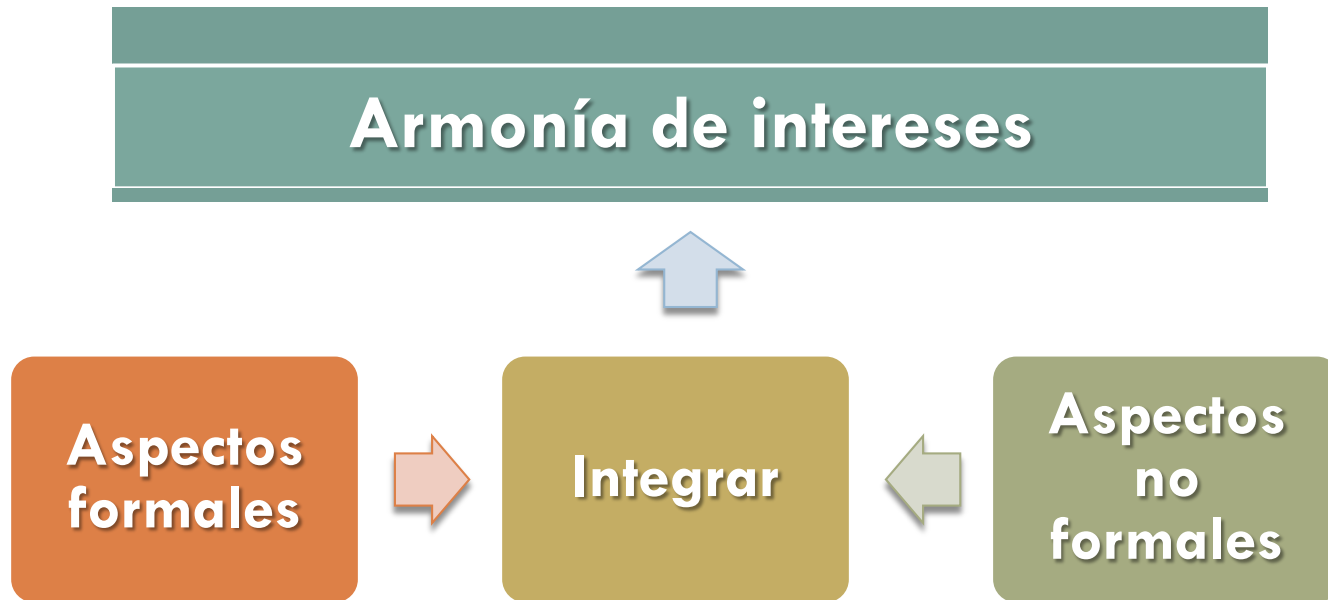 Armonía de intereses
Aspectos
formales
Integrar
Aspectos
no
formales